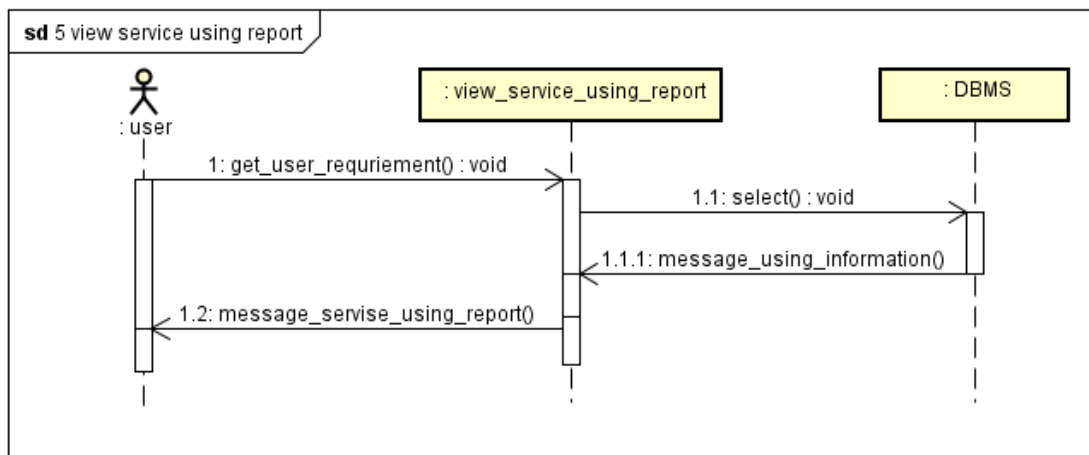 sd 5 view service using report
: user
: view_service_using_report
: DBMS
1: get_user_requriement() : void
1.1: select() : void
1.1.1: message_using_information()
1.2: message_servise_using_report()